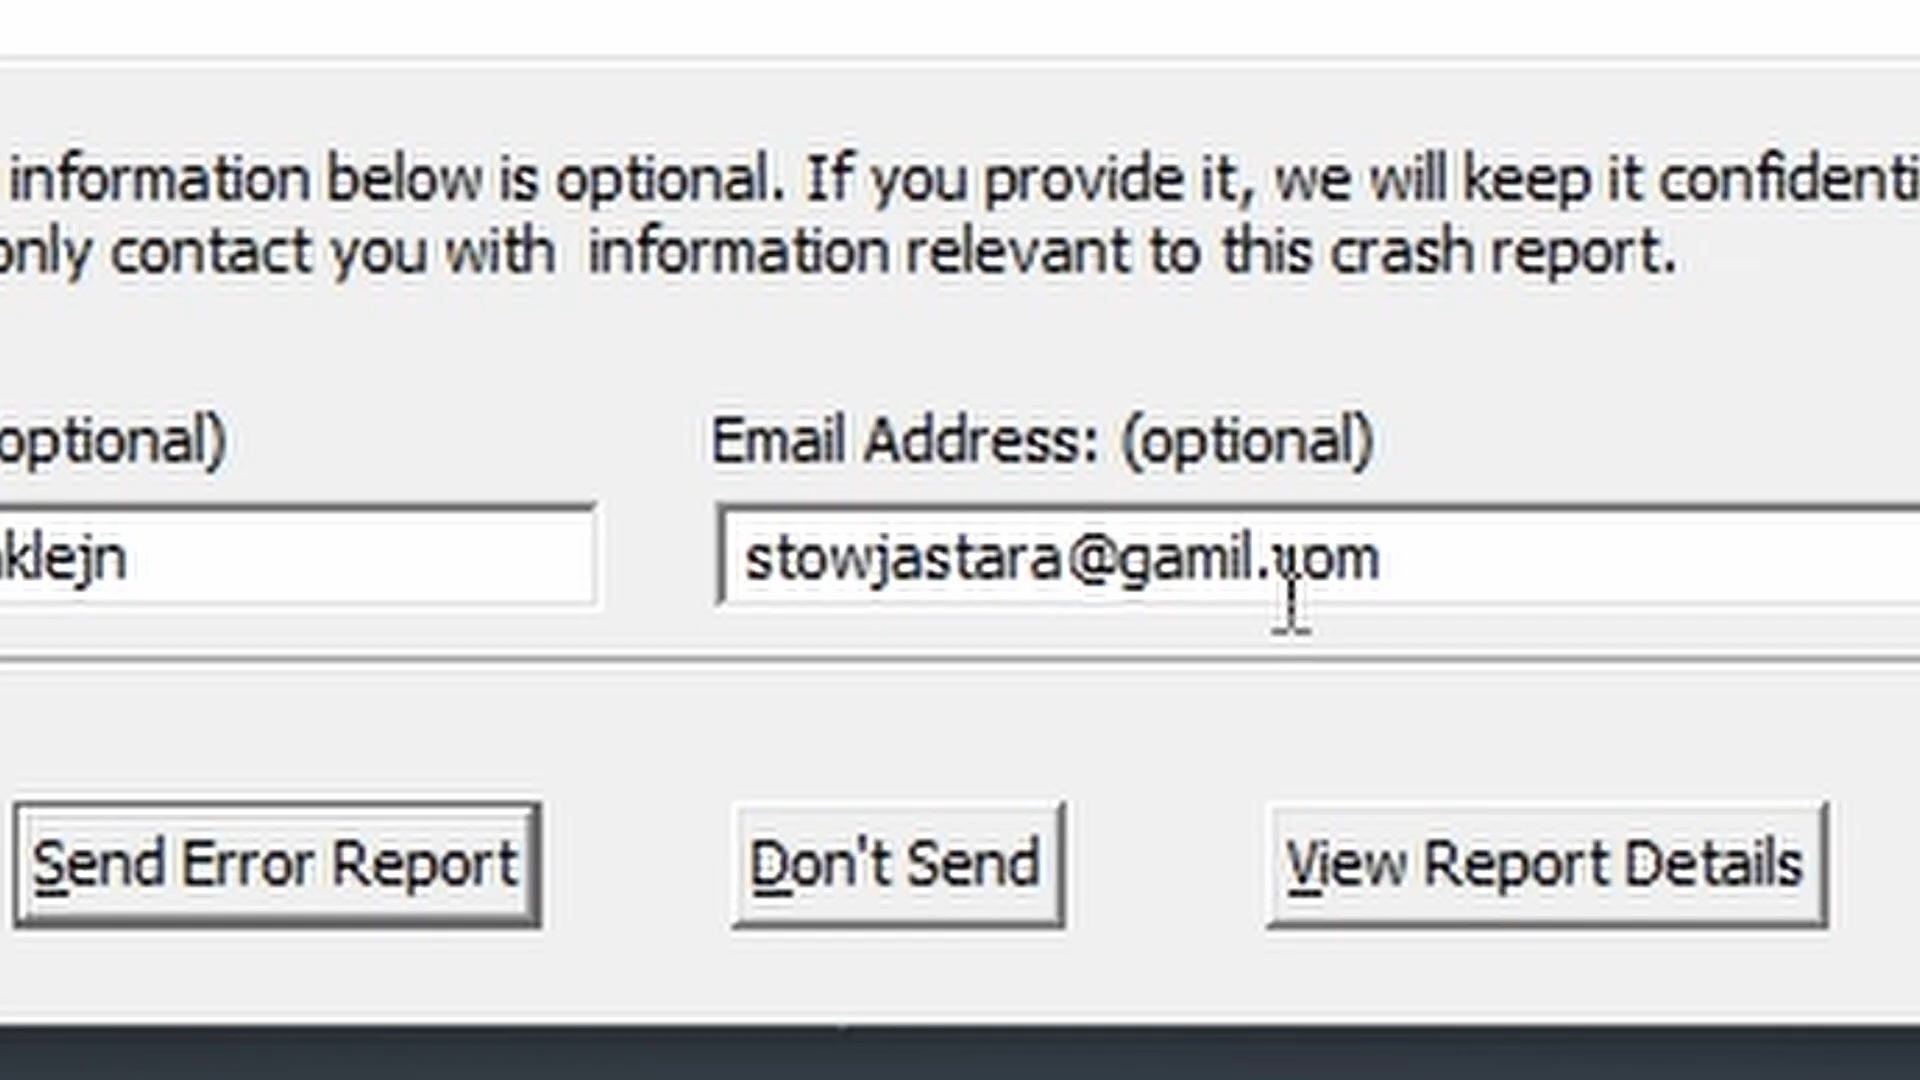 information below is optional. If you provide it, we will keep it confidenti
only contact you with information relevant to this crash report.
optional) Email Address: (optional)
klejn stowjastara@gamil.com
Send Error Report Don't Send View Report Details